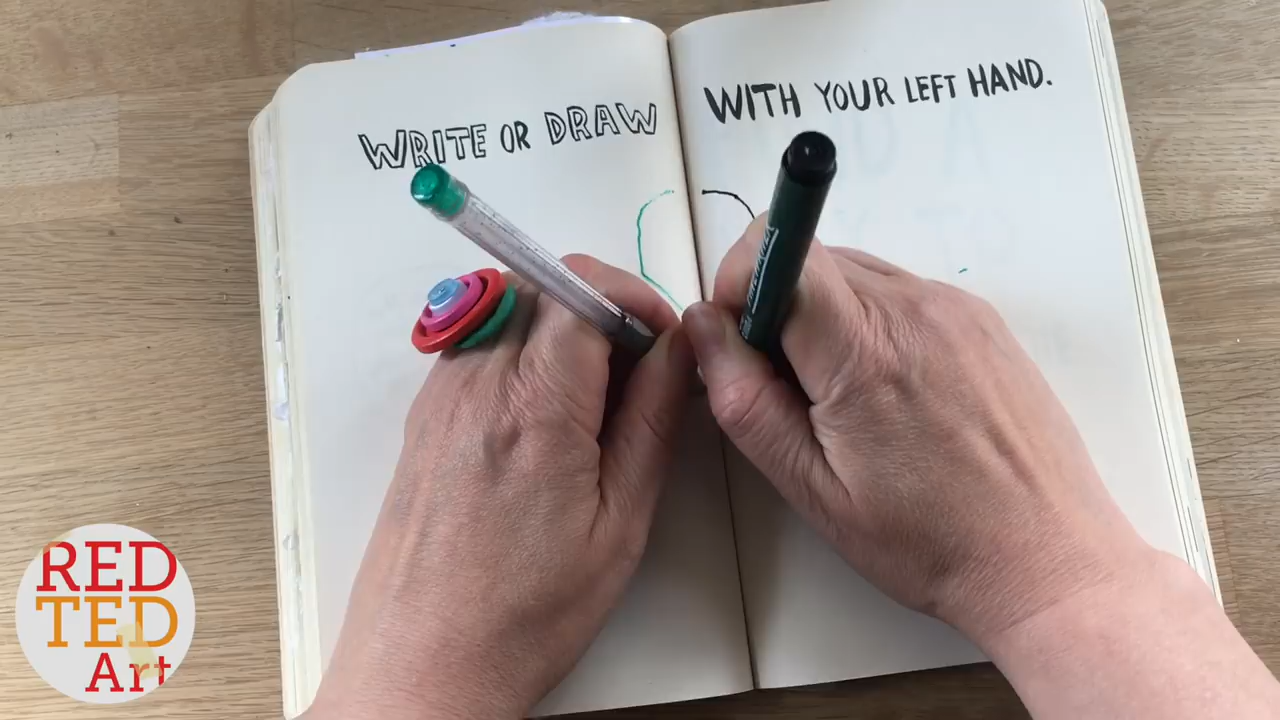 WRITE OR DRAW
WITH YOUR LEFT HAND.
RED
TED
Art